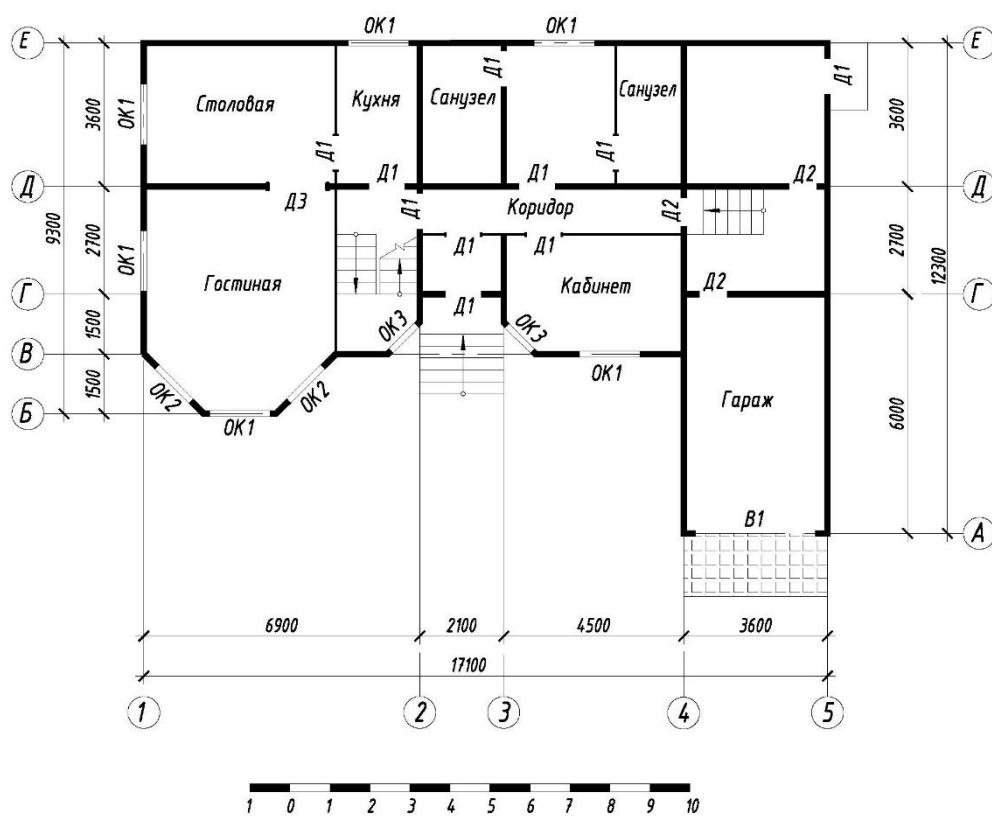 ОК1 ОК1
Е Е
Д1 Д1
Столовая Кухня Санузел Санузел
ОК1
3600 3600
Д1 Д1 Д1 Д1
Д Д2 Д
Д3 Коридор
Д1 Д2
9300 2700 2700 12300
ОК1 Д1 Д1
Гостиная Кабинет
Г Д2 Г
Д1
1500 ОК3 ОК3
В ОК1
1500 ОК2 ОК2
Б ОК1
Гараж 6000
В1
А
6900 2100 4500 3600
17100
1 2 3 4 5
1 0 1 2 3 4 5 6 7 8 9 10